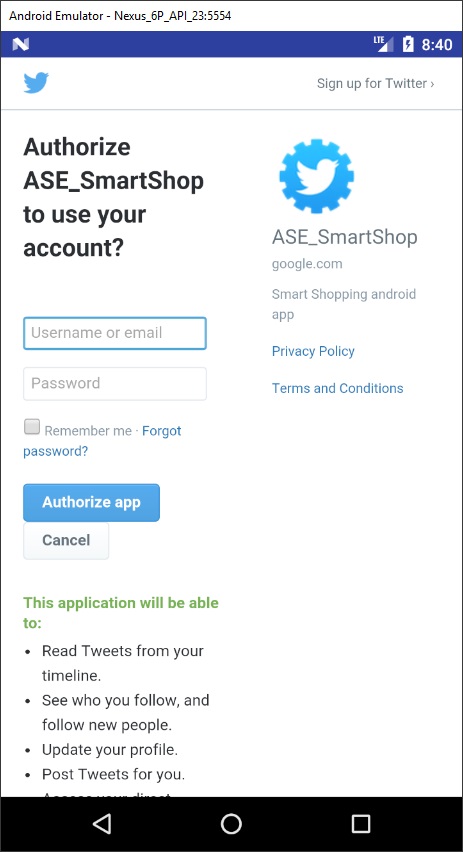 Android Emulator - Nexus_6P_API_23:5554
LTE 8:40
Sign up for Twitter ›
Authorize
ASE_SmartShop
to use your
account?
ASE_SmartShop
google.com
Smart Shopping android
app
Privacy Policy
Terms and Conditions
Username or email
Password
Remember me · Forgot
password?
Authorize app
Cancel
This application will be able
to:
• Read Tweets from your
timeline.
• See who you follow, and
follow new people.
• Update your profile.
• Post Tweets for you.
• Access your direct